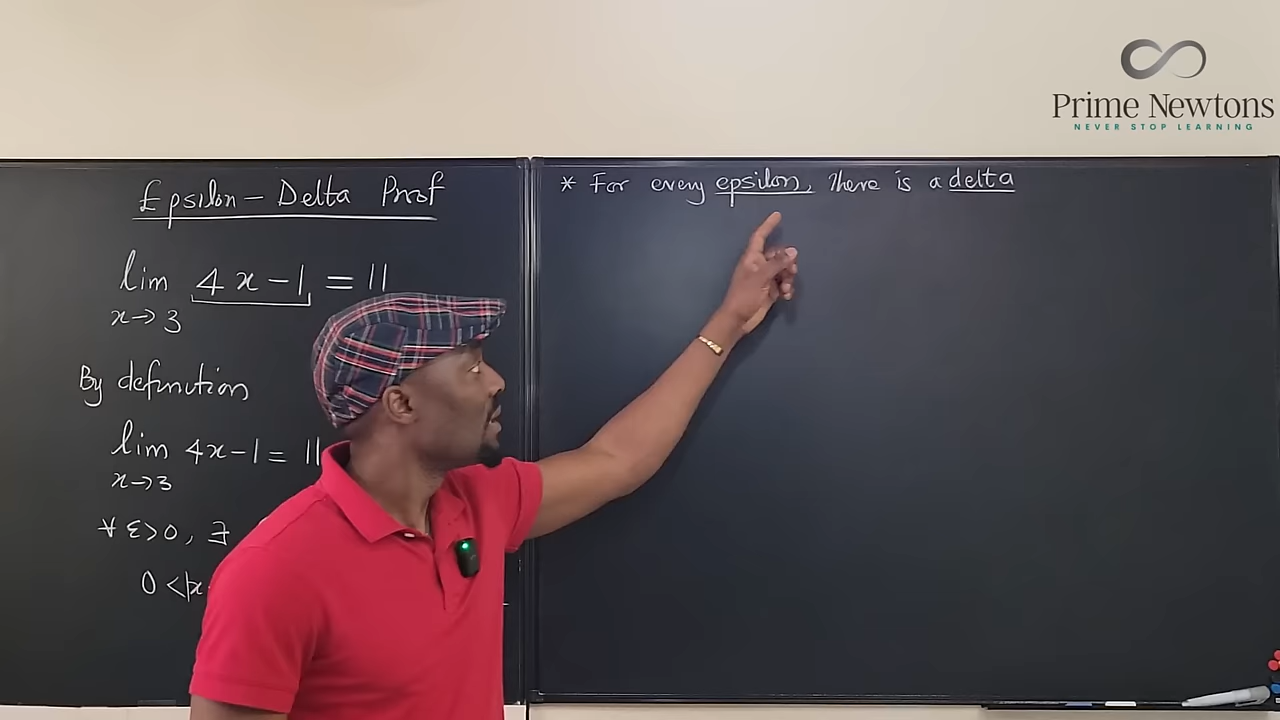 Prime Newtons
NEVER STOP LEARNING
Epsilon - Delta Prof
lim 4x-1 = 11
x→3
By definition
lim 4x-1 = 11
x→3
∀ ε>0, ∃
0 <|x-
* For every epsilon, there is a delta